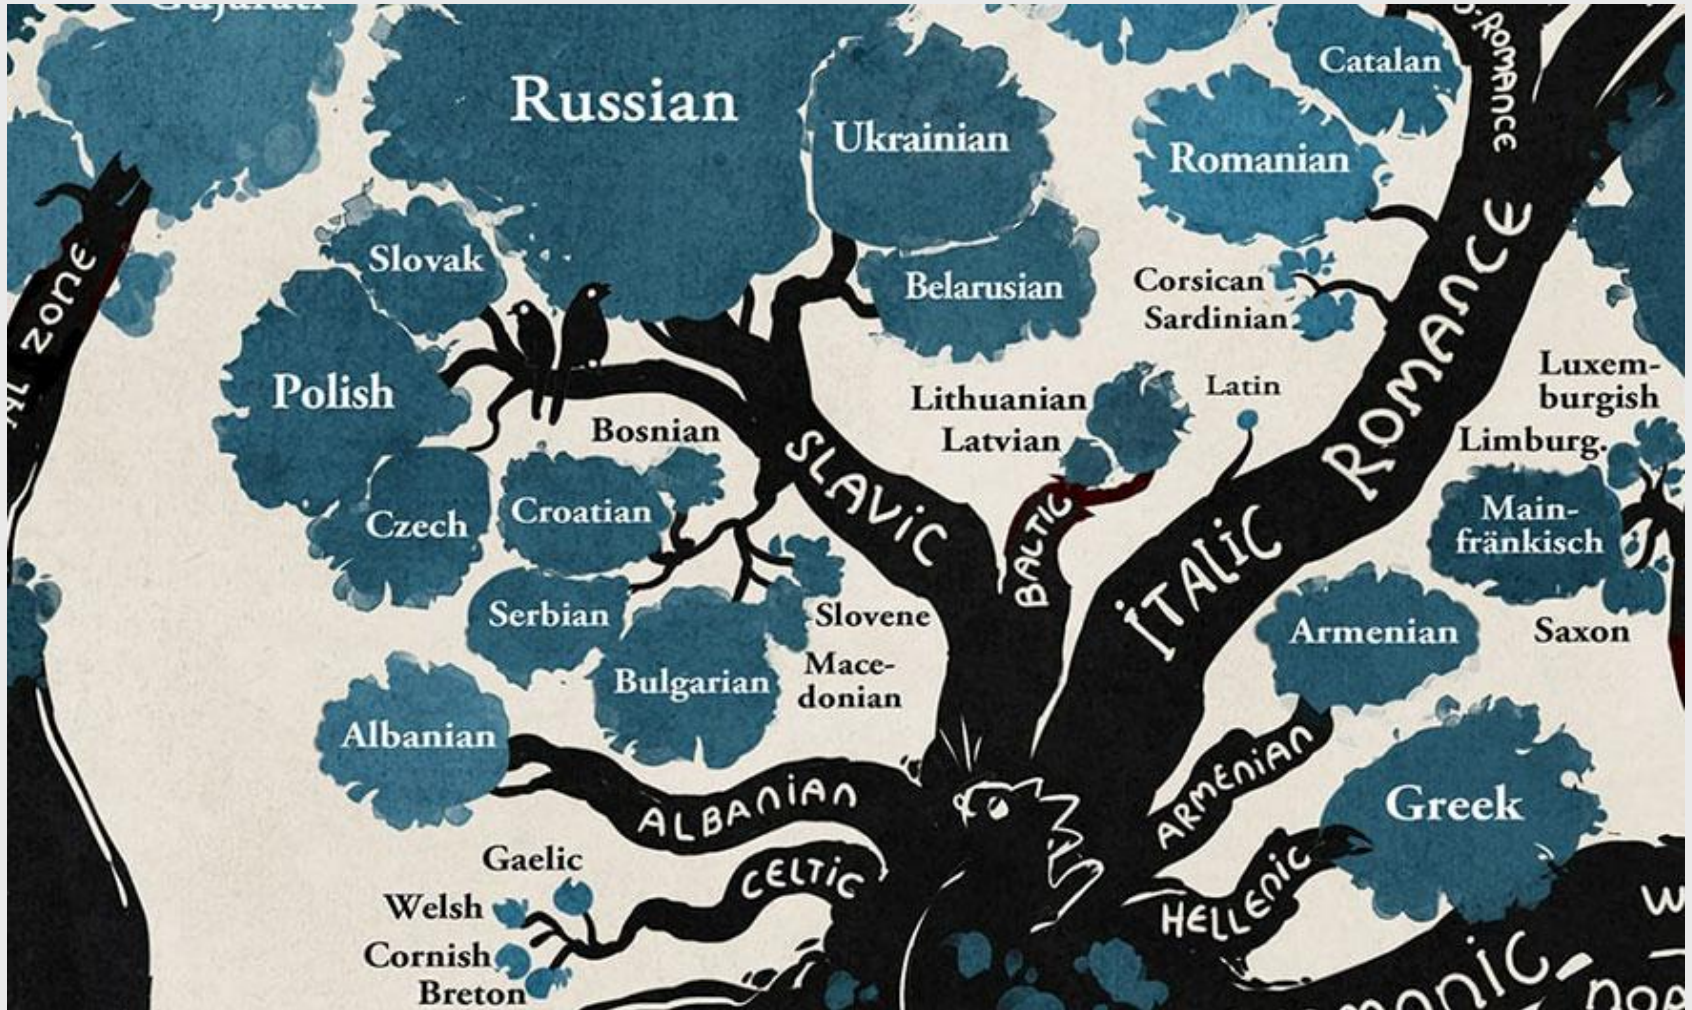 Gujarati
Russian
Ukrainian
Catalan
Romanian
ROMANCE
Slovak
Belarusian
Corsican
Sardinian
ZONE
Polish
Lithuanian
Latvian
Latin
ROMANCE
Luxem-
burgish
Limburg.
Bosnian
SLAViC
Czech
Croatian
BALTIC
iTALiC
Main-
fränkisch
Serbian
Slovene
Armenian
Saxon
Bulgarian
Mace-
donian
Albanian
ALBANiAN
ARMENiAN
Greek
Gaelic
CELTiC
Welsh
HELLENiC
Cornish
Breton